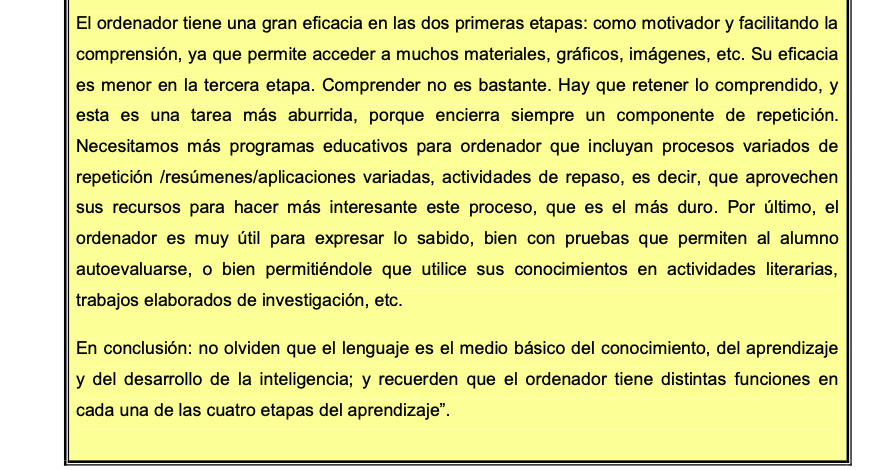 El ordenador tiene una gran eficacia en las dos primeras etapas: como motivador y facilitando la
comprensión, ya que permite acceder a muchos materiales, gráficos, imágenes, etc. Su eficacia
es menor en la tercera etapa. Comprender no es bastante. Hay que retener lo comprendido, y
esta es una tarea más aburrida, porque encierra siempre un componente de repetición.
Necesitamos más programas educativos para ordenador que incluyan procesos variados de
repetición /resúmenes/aplicaciones variadas, actividades de repaso, es decir, que aprovechen
sus recursos para hacer más interesante este proceso, que es el más duro. Por último, el
ordenador es muy útil para expresar lo sabido, bien con pruebas que permiten al alumno
autoevaluarse, o bien permitiéndole que utilice sus conocimientos en actividades literarias,
trabajos elaborados de investigación, etc.
En conclusión: no olviden que el lenguaje es el medio básico del conocimiento, del aprendizaje
y del desarrollo de la inteligencia; y recuerden que el ordenador tiene distintas funciones en
cada una de las cuatro etapas del aprendizaje”.